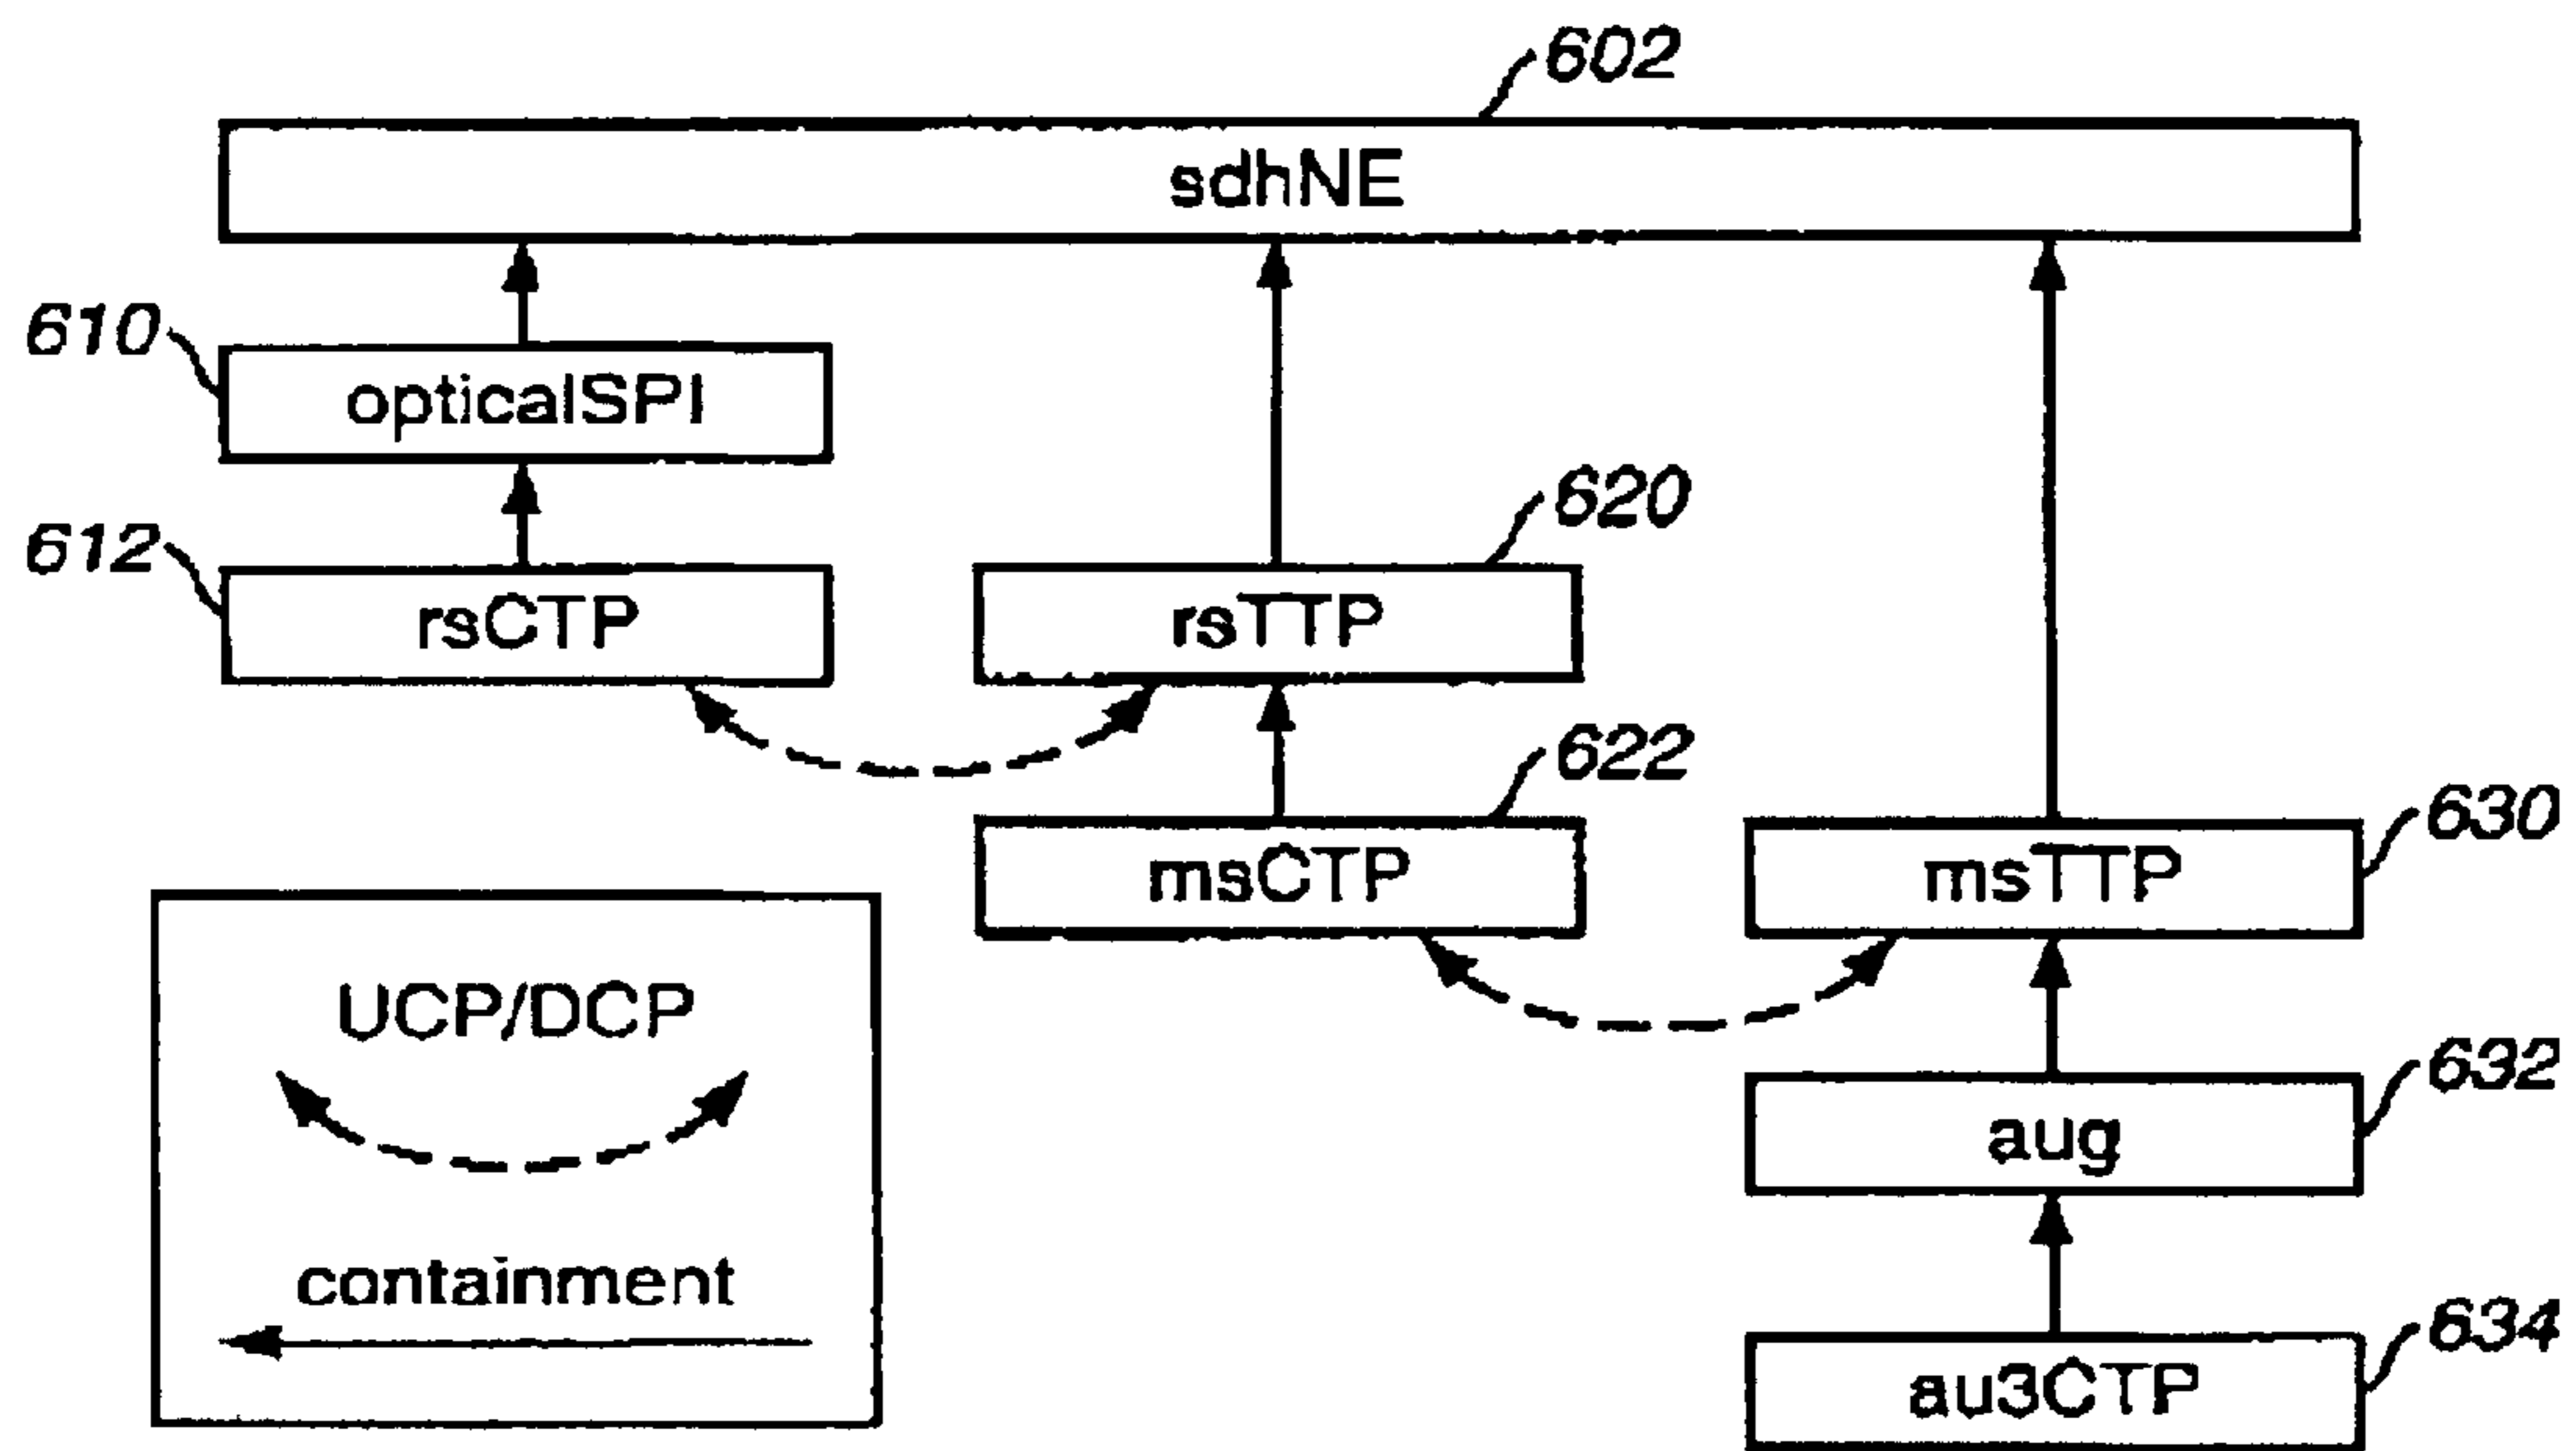 602
sdhNE
610
opticalSPI
620
612
rsCTP
rsTTP
622
630
msCTP
msTTP
UCP/DCP
632
aug
containment
634
au3CTP